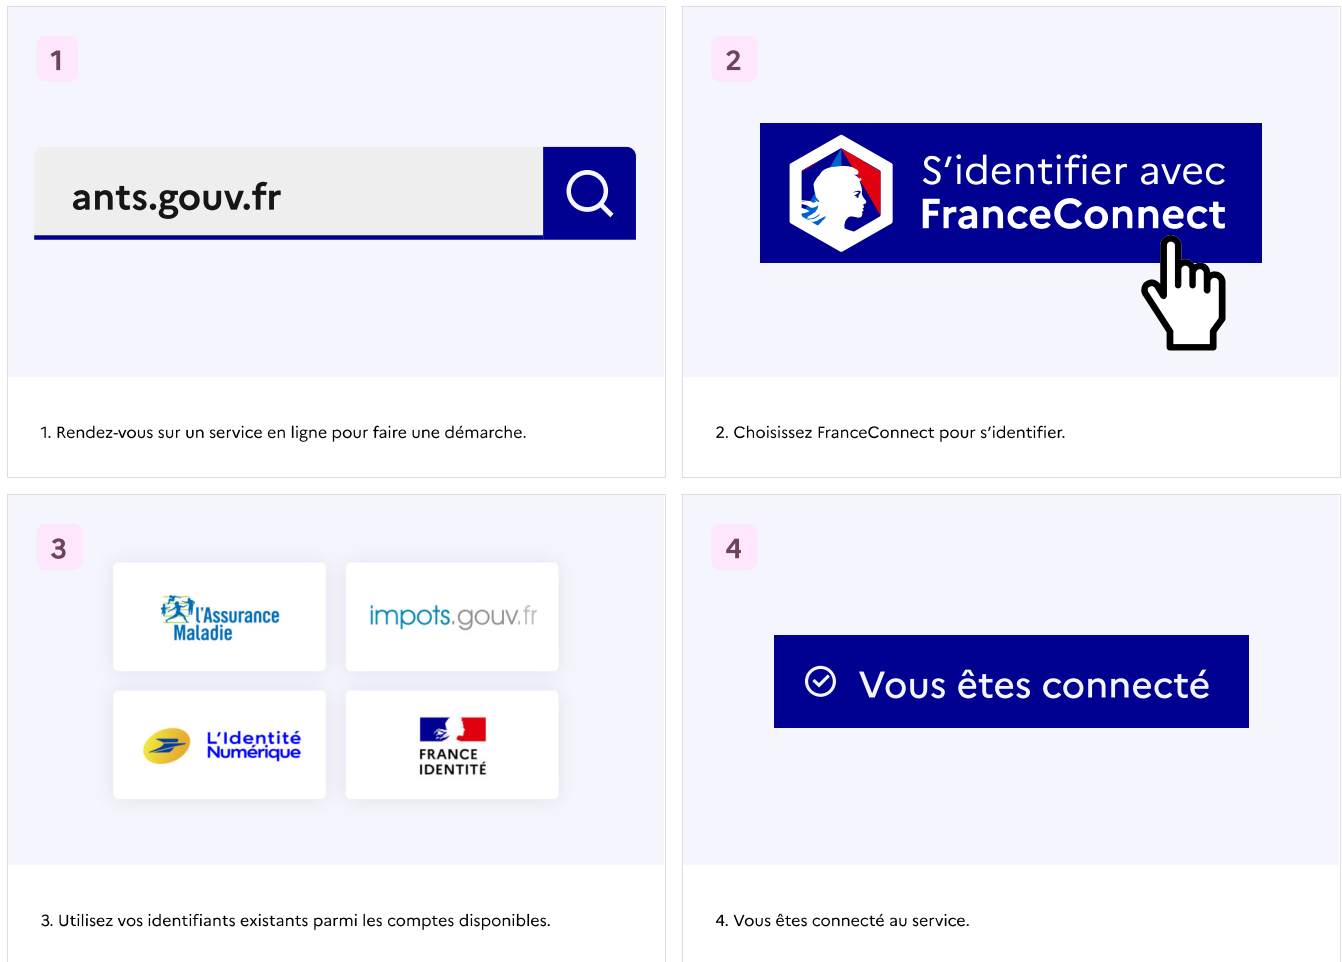 1
ants.gouv.fr
1. Rendez-vous sur un service en ligne pour faire une démarche.
2
S'identifier avec
FranceConnect
2. Choisissez FranceConnect pour s'identifier.
3
l'Assurance
Maladie
impots.gouv.fr
L'Identité
Numérique
FRANCE
IDENTITÉ
3. Utilisez vos identifiants existants parmi les comptes disponibles.
4
Vous êtes connecté
4. Vous êtes connecté au service.